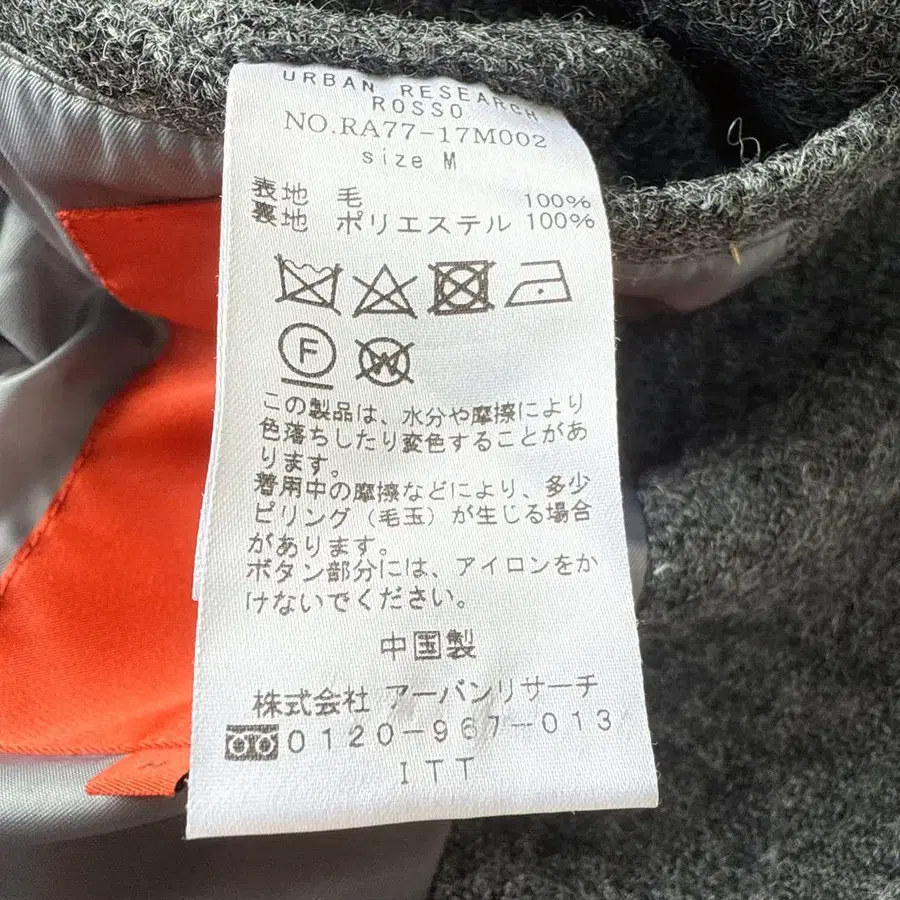 URBAN RESEARCH
ROSSO
NO.RA77-17M002
size M
表地 毛 100%
裏地 ポリエステル 100%
F W
この製品は、水分や摩擦により
色落ちしたり変色することがあ
ります。
着用中の摩擦などにより、多少
ピリング(毛玉)が生じる場合
があります。
ボタン部分には、アイロンをか
けないでください。
中国製
株式会社 アーバンリサーチ
0120-967-013
ITT